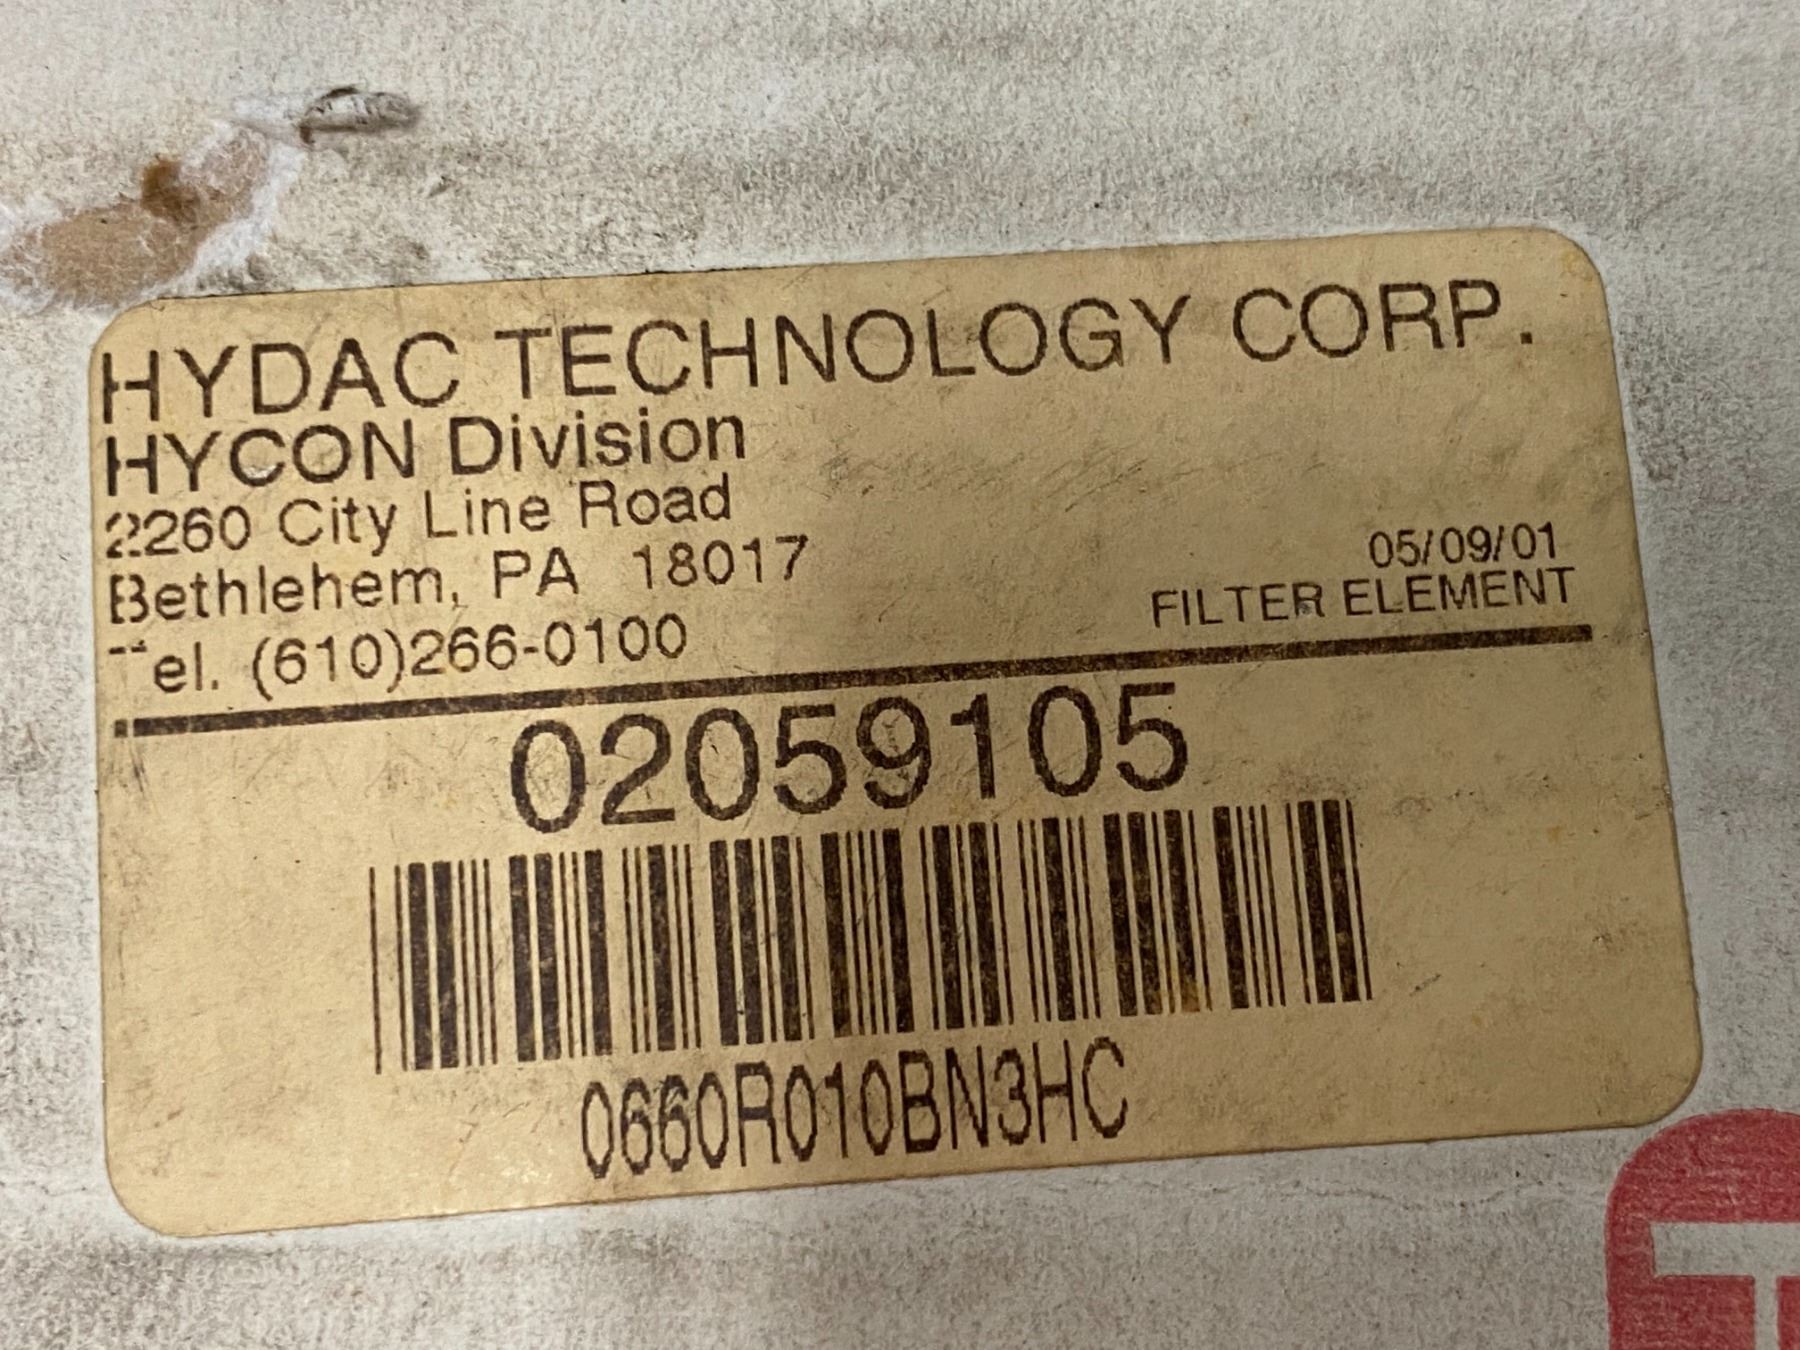 HYDAC TECHNOLOGY CORP.
HYCON Division
2260 City Line Road
Bethlehem, PA 18017
Tel. (610)266-0100
05/09/01
FILTER ELEMENT
02059105
0660R010BN3HC